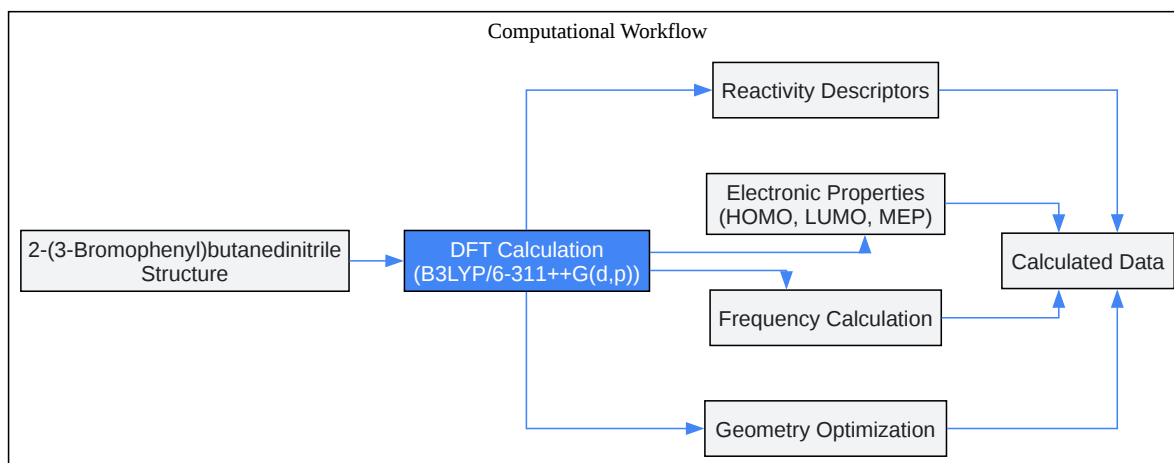 Computational Workflow
Reactivity Descriptors
Electronic Properties
(HOMO, LUMO, MEP)
2-(3-Bromophenyl)butanedinitrile
Structure
DFT Calculation
(B3LYP/6-311++G(d,p))
Calculated Data
Frequency Calculation
Geometry Optimization